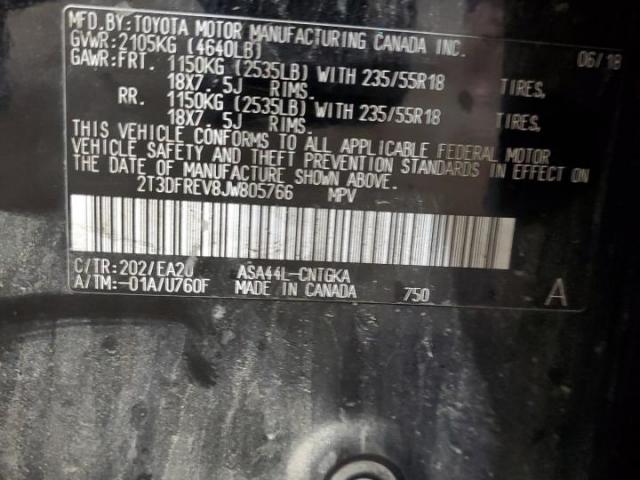 MFD.BY:TOYOTA MOTOR MANUFACTURING CANADA INC. 06/18
GVWR:2105KG (4640LB)
GAWR:FRT. 1150KG (2535LB) WITH 235/55R18 TIRES,
18X7.5J RIMS.
RR. 1150KG (2535LB) WITH 235/55R18 TIRES,
18X7.5J RIMS.
THIS VEHICLE CONFORMS TO ALL APPLICABLE FEDERAL MOTOR
VEHICLE SAFETY AND THEFT PREVENTION STANDARDS IN EFFECT ON
THE DATE OF MANUFACTURE SHOWN ABOVE.
2T3DFREV8JW805766 MPV
C/TR:202/EA20 ASA44L-CNTGKA
A/TM:-01A/U760F MADE IN CANADA 750 A